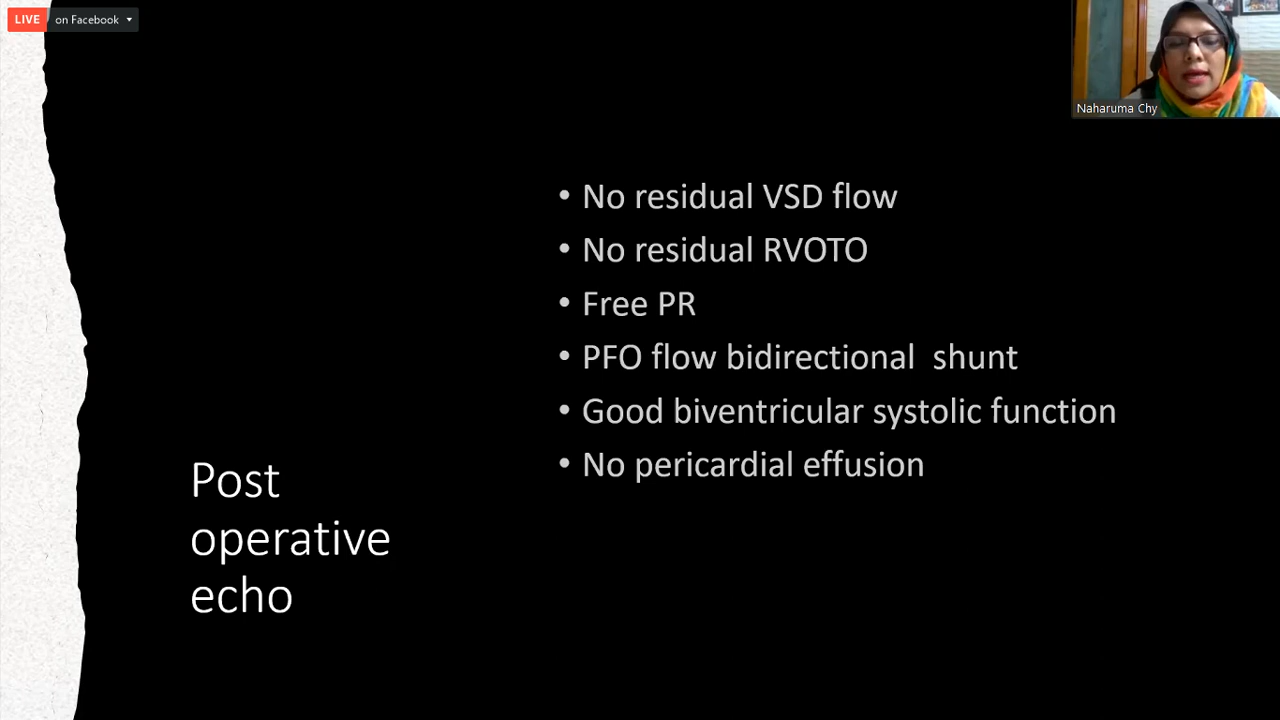 LIVE on Facebook
Naharuma Chy
• No residual VSD flow
• No residual RVOTO
• Free PR
• PFO flow bidirectional shunt
• Good biventricular systolic function
• No pericardial effusion
Post
operative
echo